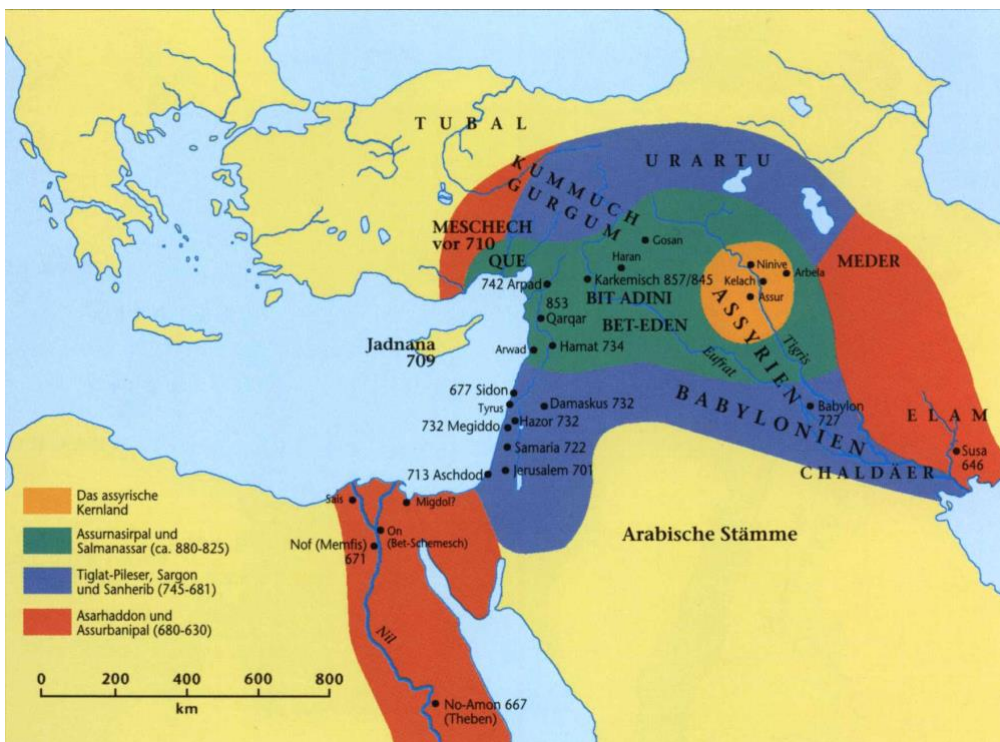 TUBAL
URARTU
KUMMUCH
GURGUM
MESCHECH
vor 710
QUE
Gosan
Haran
Karkemisch 857/845
742 Arpad
BIT ADINI
853
Qarqar
BET-EDEN
Ninive
Arbela
Kelach
Assur
ASSYRIEN
MEDER
Jadnana
709
Arwad
Hamat 734
Tigris
Eufrat
677 Sidon
Tyrus
Damaskus 732
732 Megiddo
Hazor 732
Samaria 722
713 Aschdod
Jerusalem 701
BABYLONIEN
Babylon
727
ELAM
Susa
646
CHALDÄER
Sais
Migdol?
On
(Bet-Schemesch)
Nof (Memfis)
671
Arabische Stämme
Nil
No-Amon 667
(Theben)
Das assyrische
Kernland
Assurnasirpal und
Salmanassar (ca. 880-825)
Tiglat-Pileser, Sargon
und Sanherib (745-681)
Asarhaddon und
Assurbanipal (680-630)
0 200 400 600 800
km